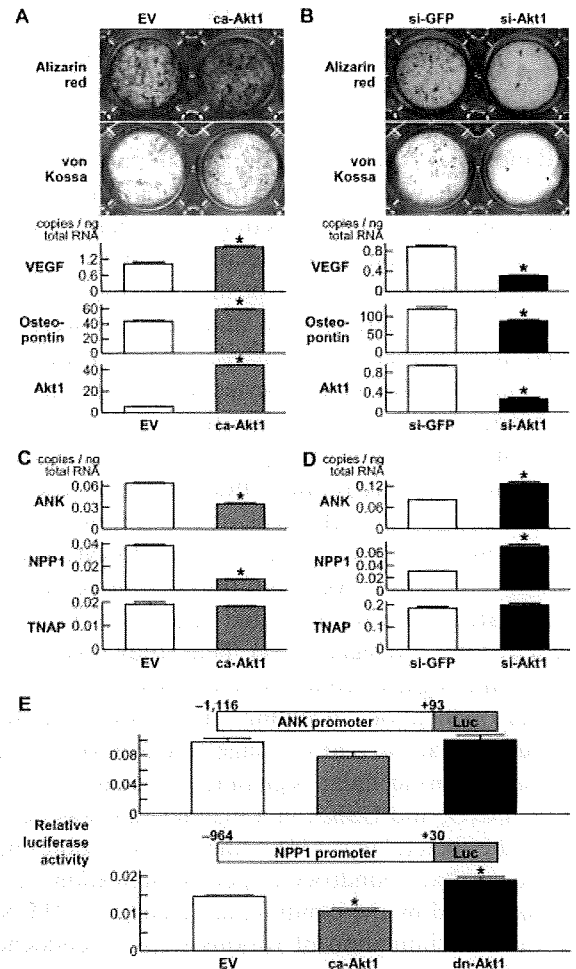 A
EV ca-Akt1
Alizarin red
von Kossa
copies / ng total RNA
VEGF
1.2
0.6
0
*
Osteo-pontin
60
40
20
0
*
Akt1
40
20
0
*
EV ca-Akt1
B
si-GFP si-Akt1
Alizarin red
von Kossa
copies / ng total RNA
VEGF
0.8
0.4
0
*
Osteo-pontin
100
50
0
*
Akt1
0.8
0.4
0
*
si-GFP si-Akt1
C
copies / ng total RNA
ANK
0.06
0.03
0
*
NPP1
0.04
0.02
0
*
TNAP
0.02
0.01
0
EV ca-Akt1
D
copies / ng total RNA
ANK
0.12
0.06
0
*
NPP1
0.06
0.04
0.02
0
*
TNAP
0.2
0.1
0
si-GFP si-Akt1
E
−1,116 +93
ANK promoter Luc
0.08
0.04
0
Relative luciferase activity
−964 +30
NPP1 promoter Luc
0.02
0.01
0
* *
EV ca-Akt1 dn-Akt1